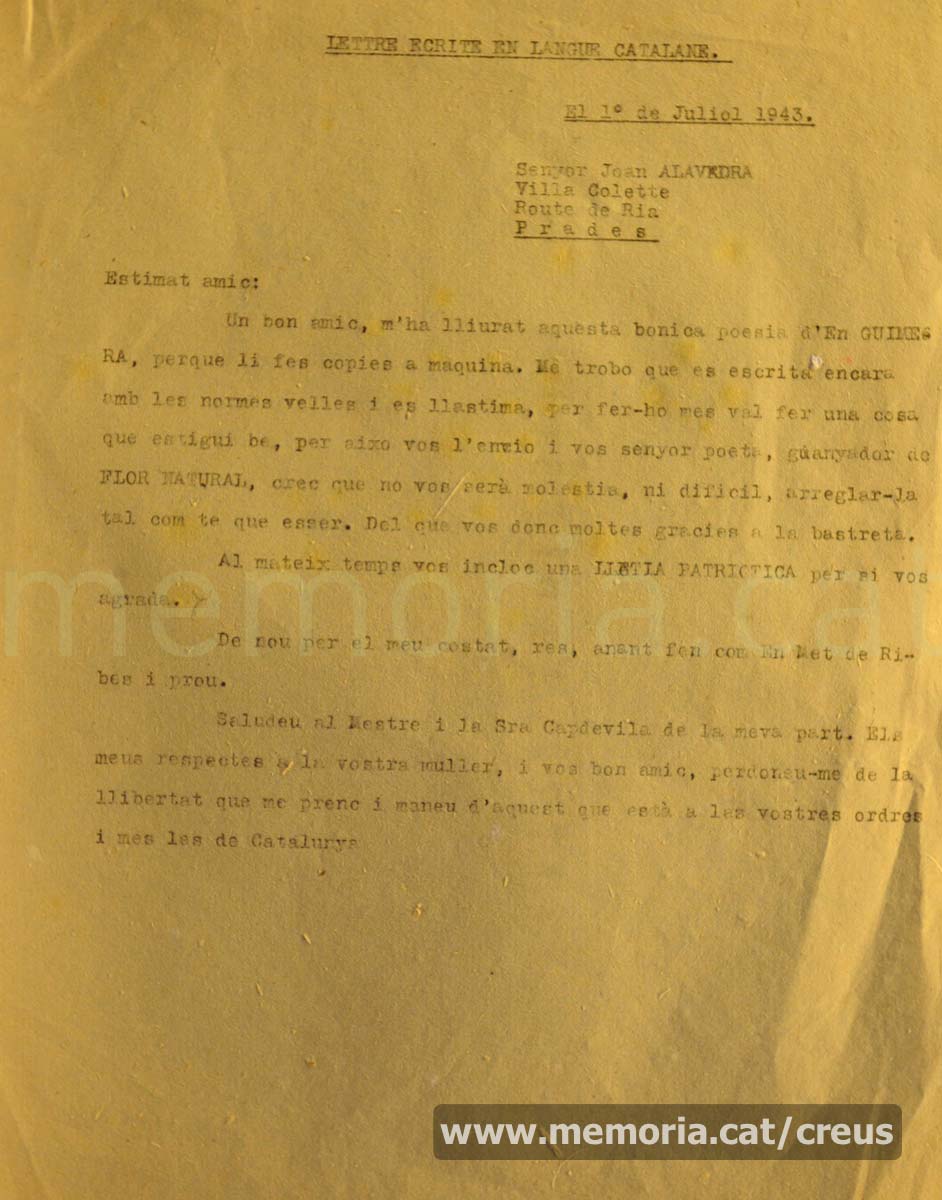 LETTRE ECRITE EN LANGUE CATALANE.
El 1º de Juliol 1943.
Senyor Joan ALAVEDRA
Villa Colette
Route de Ria
Prades
Estimat amic:
Un bon amic, m'ha lliurat aquesta bonica poesia d'En GUIMES
RA, perque li fes copies a maquina. Me trobo que es escrita encara
amb les normes velles i es llastima, per fer-ho mes val fer una cosa
que estigui be, per aixo vos l'envio i vos senyor poeta, guanyador de
FLOR NATURAL, crec que no vos serà molestia, ni dificil, arreglar-la
tal com te que esser. Del que vos donc moltes gracies a la bastreta.
Al mateix temps vos incloc una LLETIA PATRIOTICA per si vos
agrada.
De nou per el meu costat, res, anant fen com En Met de Ri-
bes i prou.
Saludeu al Mestre i la Sra Capdevila de la meva part. Els
meus respectes a la vostra muller, i vos bon amic, perdoneu-me de la
llibertat que me prenc i maneu d'aquest que està a les vostres ordres
i mes les de Catalunya
memoria.cat
www.memoria.cat/creus